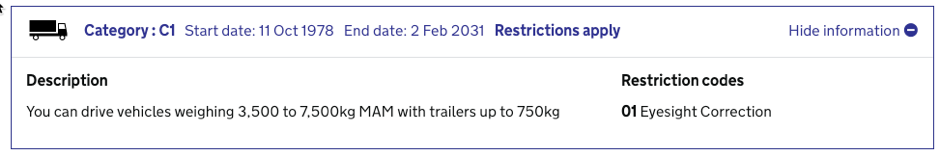 Category : C1 Start date: 11 Oct 1978 End date: 2 Feb 2031 Restrictions apply Hide information
Description Restriction codes
You can drive vehicles weighing 3,500 to 7,500kg MAM with trailers up to 750kg 01 Eyesight Correction